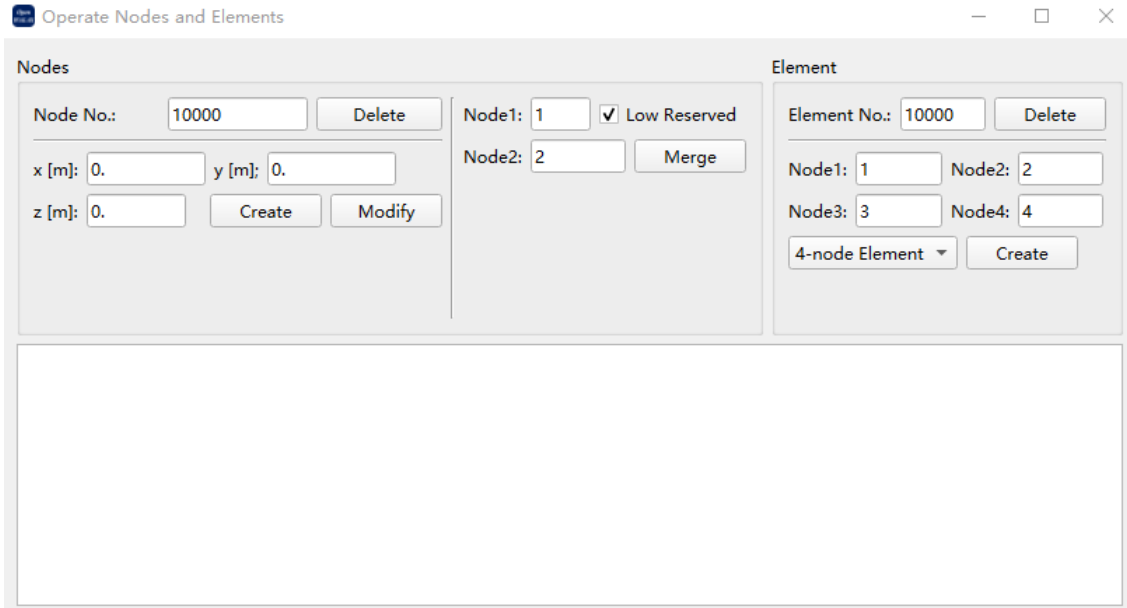 Operate Nodes and Elements
Nodes
Element
Node No.: 10000 Delete
Node1: 1 Low Reserved
Element No.: 10000 Delete
x [m]: 0. y [m]; 0.
Node2: 2 Merge
Node1: 1 Node2: 2
z [m]: 0. Create Modify
Node3: 3 Node4: 4
4-node Element Create